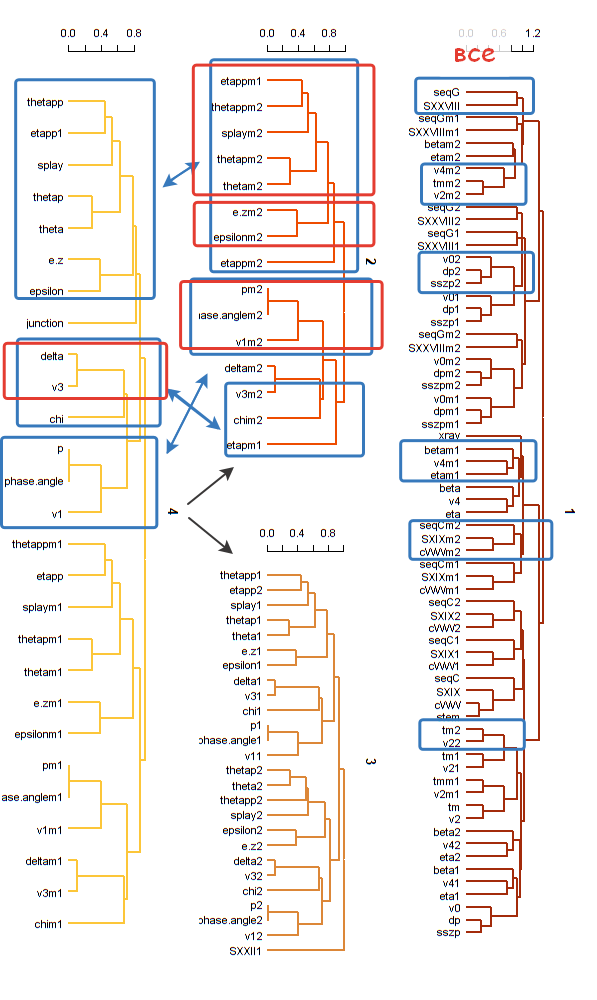 0.0 0.4 0.8
thetapp
etapp1
splay
thetap
theta
e.z
epsilon
junction
delta
v3
chi
p
phase.angle
v1
thetappm1
etapp
splaym1
thetapm1
thetam1
e.zm1
epsilonm1
pm1
ase.anglem1
v1m1
deltam1
v3m1
chim1
4
0.0 0.4 0.8
etappm1
thetappm2
splaym2
thetapm2
thetam2
e.zm2
epsilonm2
etappm2
pm2
ase.anglem2
v1m2
deltam2
v3m2
chim2
etapm1
2
0.0 0.4 0.8
thetapp1
etapp2
splay1
thetap1
theta1
e.z1
epsilon1
delta1
v31
chi1
p1
phase.angle1
v11
thetap2
theta2
thetapp2
splay2
epsilon2
e.z2
delta2
v32
chi2
p2
phase.angle2
v12
SXXII1
3
0.0 0.6 1.2
BCE
seqG
SXXVIII
seqGm1
SXXVIIIm1
betam2
etam2
v4m2
tmm2
v2m2
seqG2
SXXVIII2
seqG1
SXXVIII1
v02
dp2
sszp2
v01
dp1
sszp1
seqGm2
SXXVIIIm2
v0m2
dpm2
sszpm2
v0m1
dpm1
sszpm1
xray
betam1
v4m1
etam1
beta
v4
eta
seqCm2
SXIXm2
cVWVm2
seqCm1
SXIXm1
cVWVm1
seqC2
SXIX2
cVWV2
seqC1
SXIX1
cVWV1
seqC
SXIX
cVWV
stem
tm2
v22
tm1
v21
tmm1
v2m1
tm
v2
beta2
v42
eta2
beta1
v41
eta1
v0
dp
sszp
1